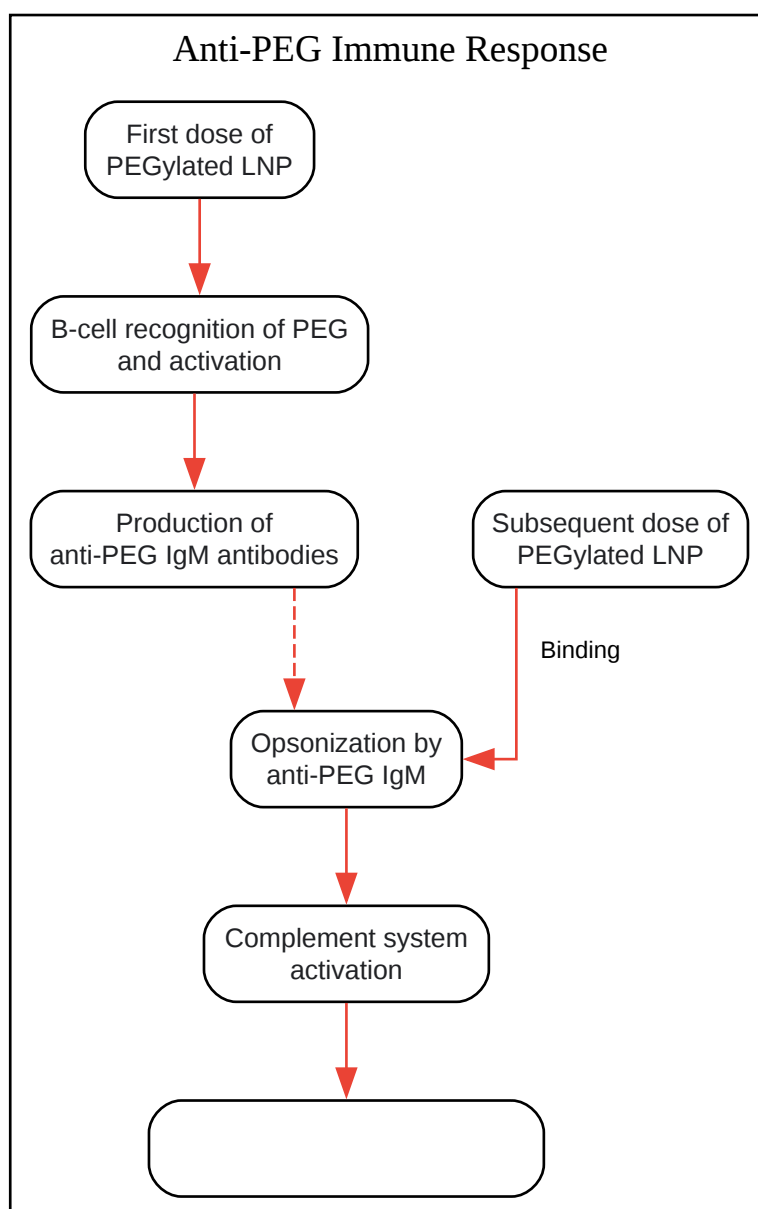 Anti-PEG Immune Response
First dose of
PEGylated LNP
B-cell recognition of PEG
and activation
Production of
anti-PEG IgM antibodies
Subsequent dose of
PEGylated LNP
Binding
Opsonization by
anti-PEG IgM
Complement system
activation